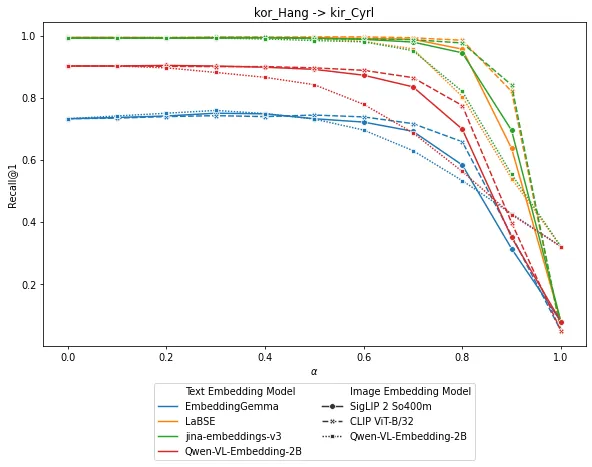 kor_Hang -> kir_Cyrl
Recall@1
1.0
0.8
0.6
0.4
0.2
0.0 0.2 0.4 0.6 0.8 1.0
α
Text Embedding Model
EmbeddingGemma
LaBSE
jina-embeddings-v3
Qwen-VL-Embedding-2B
Image Embedding Model
SigLIP 2 So400m
CLIP ViT-B/32
Qwen-VL-Embedding-2B